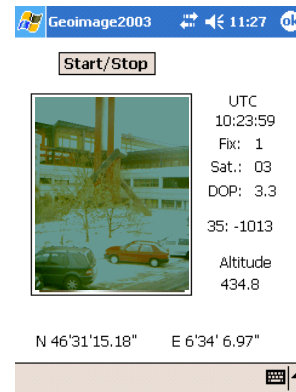 Geoimage2003 11:27 ok
Start/Stop
UTC
10:23:59
Fix: 1
Sat.: 03
DOP: 3.3
35: -1013
Altitude
434.8
N 46'31'15.18" E 6'34' 6.97"